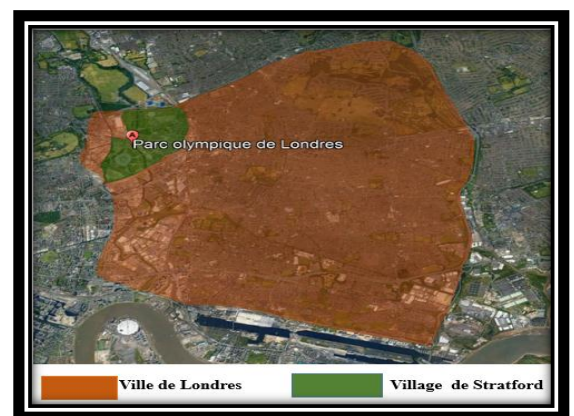 A
Parc olympique de Londres
Ville de Londres
Village de Stratford